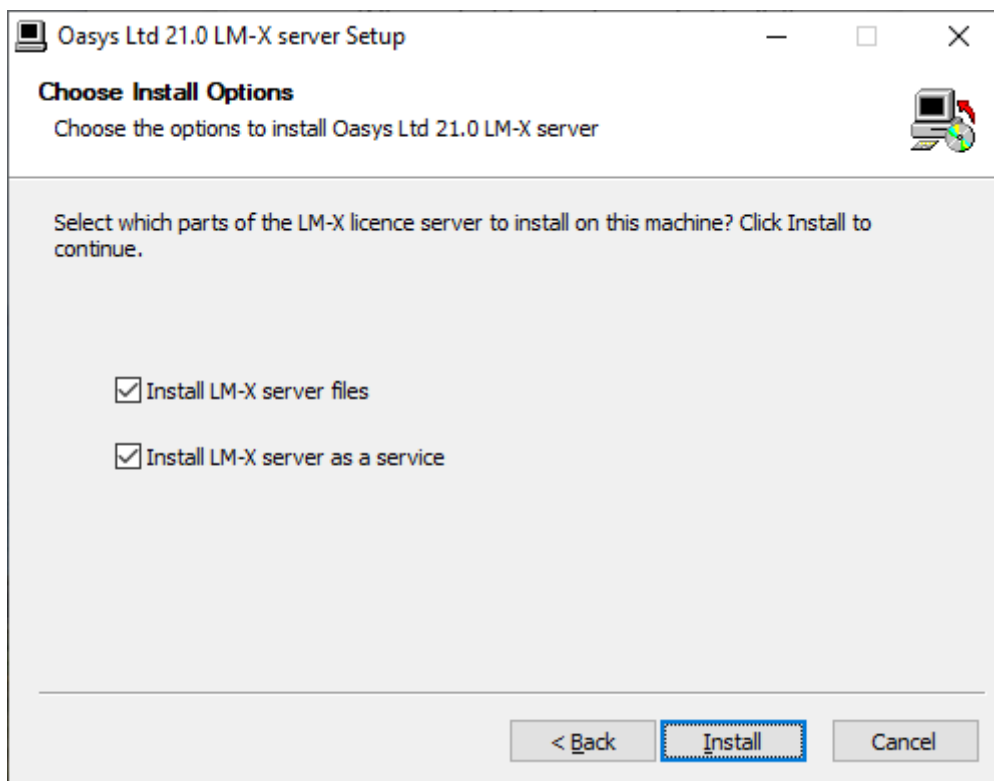 Oasys Ltd 21.0 LM-X server Setup
Choose Install Options
Choose the options to install Oasys Ltd 21.0 LM-X server
Select which parts of the LM-X licence server to install on this machine? Click Install to
continue.
Install LM-X server files
Install LM-X server as a service
< Back
Install
Cancel